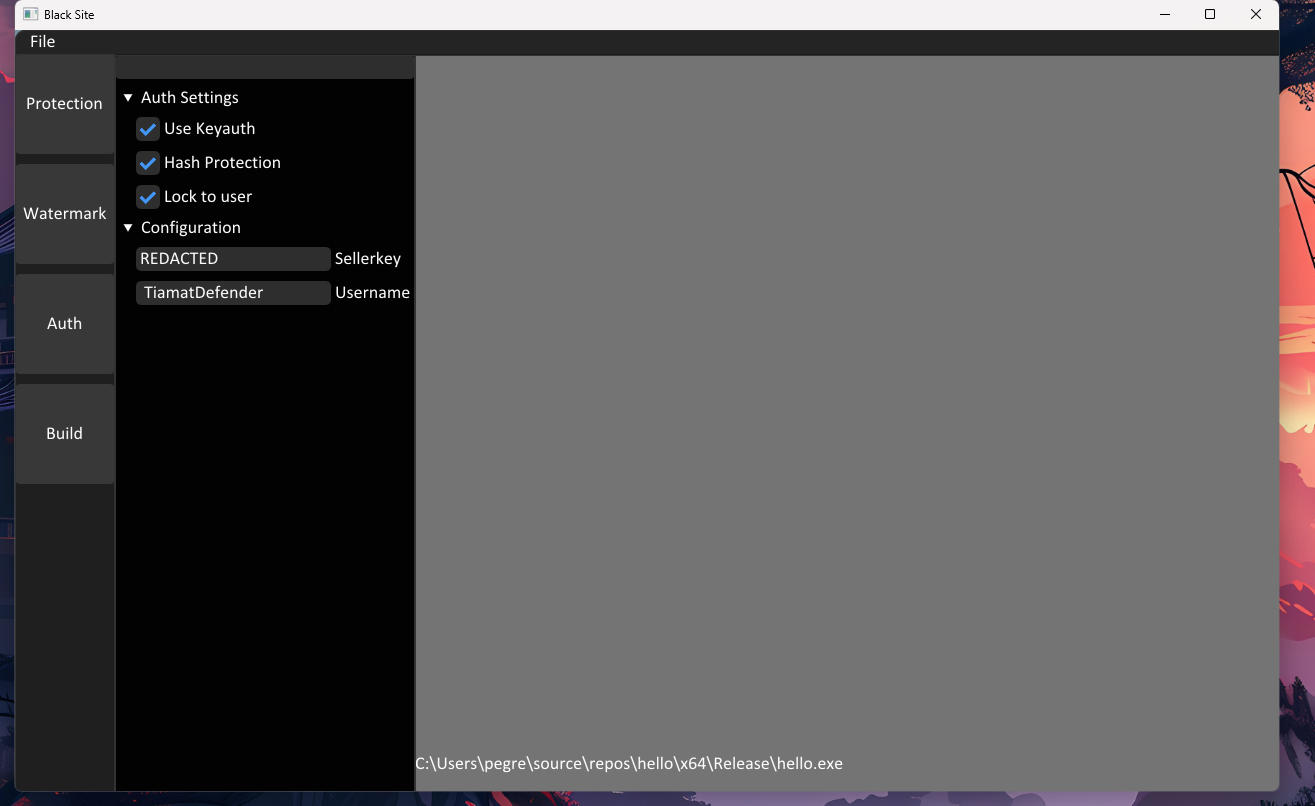 Black Site
File
Protection
Watermark
Auth
Build
Auth Settings
Use Keyauth
Hash Protection
Lock to user
Configuration
REDACTED Sellerkey
TiamatDefender Username
C:\Users\pegre\source\repos\hello\x64\Release\hello.exe